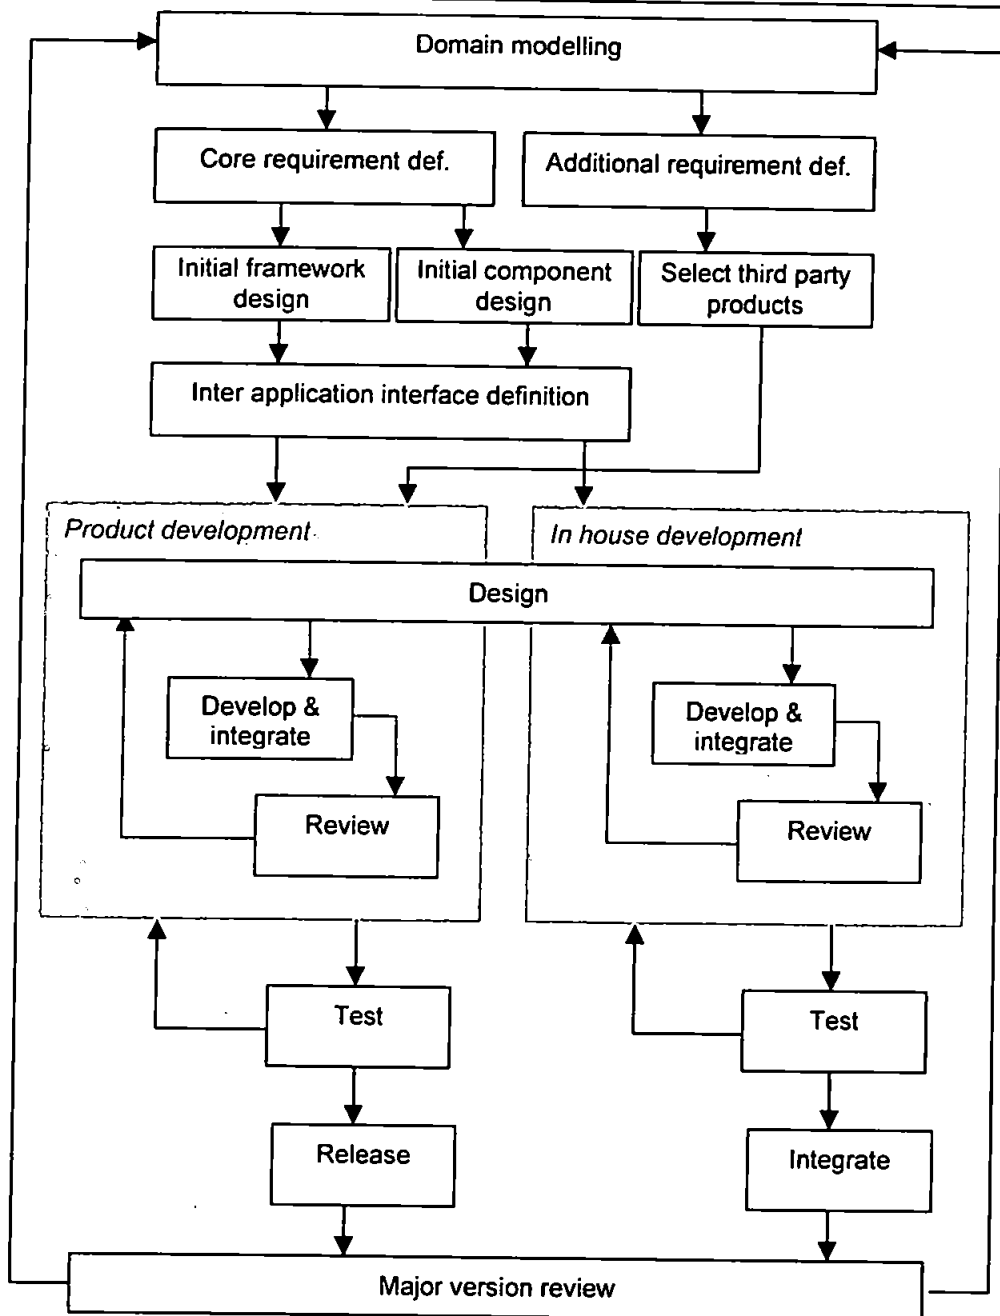 Domain modelling
Core requirement def.
Additional requirement def.
Initial framework
design
Initial component
design
Select third party
products
Inter application interface definition
Product development
In house development
Design
Develop &
integrate
Develop &
integrate
Review
Review
Test
Test
Release
Integrate
Major version review